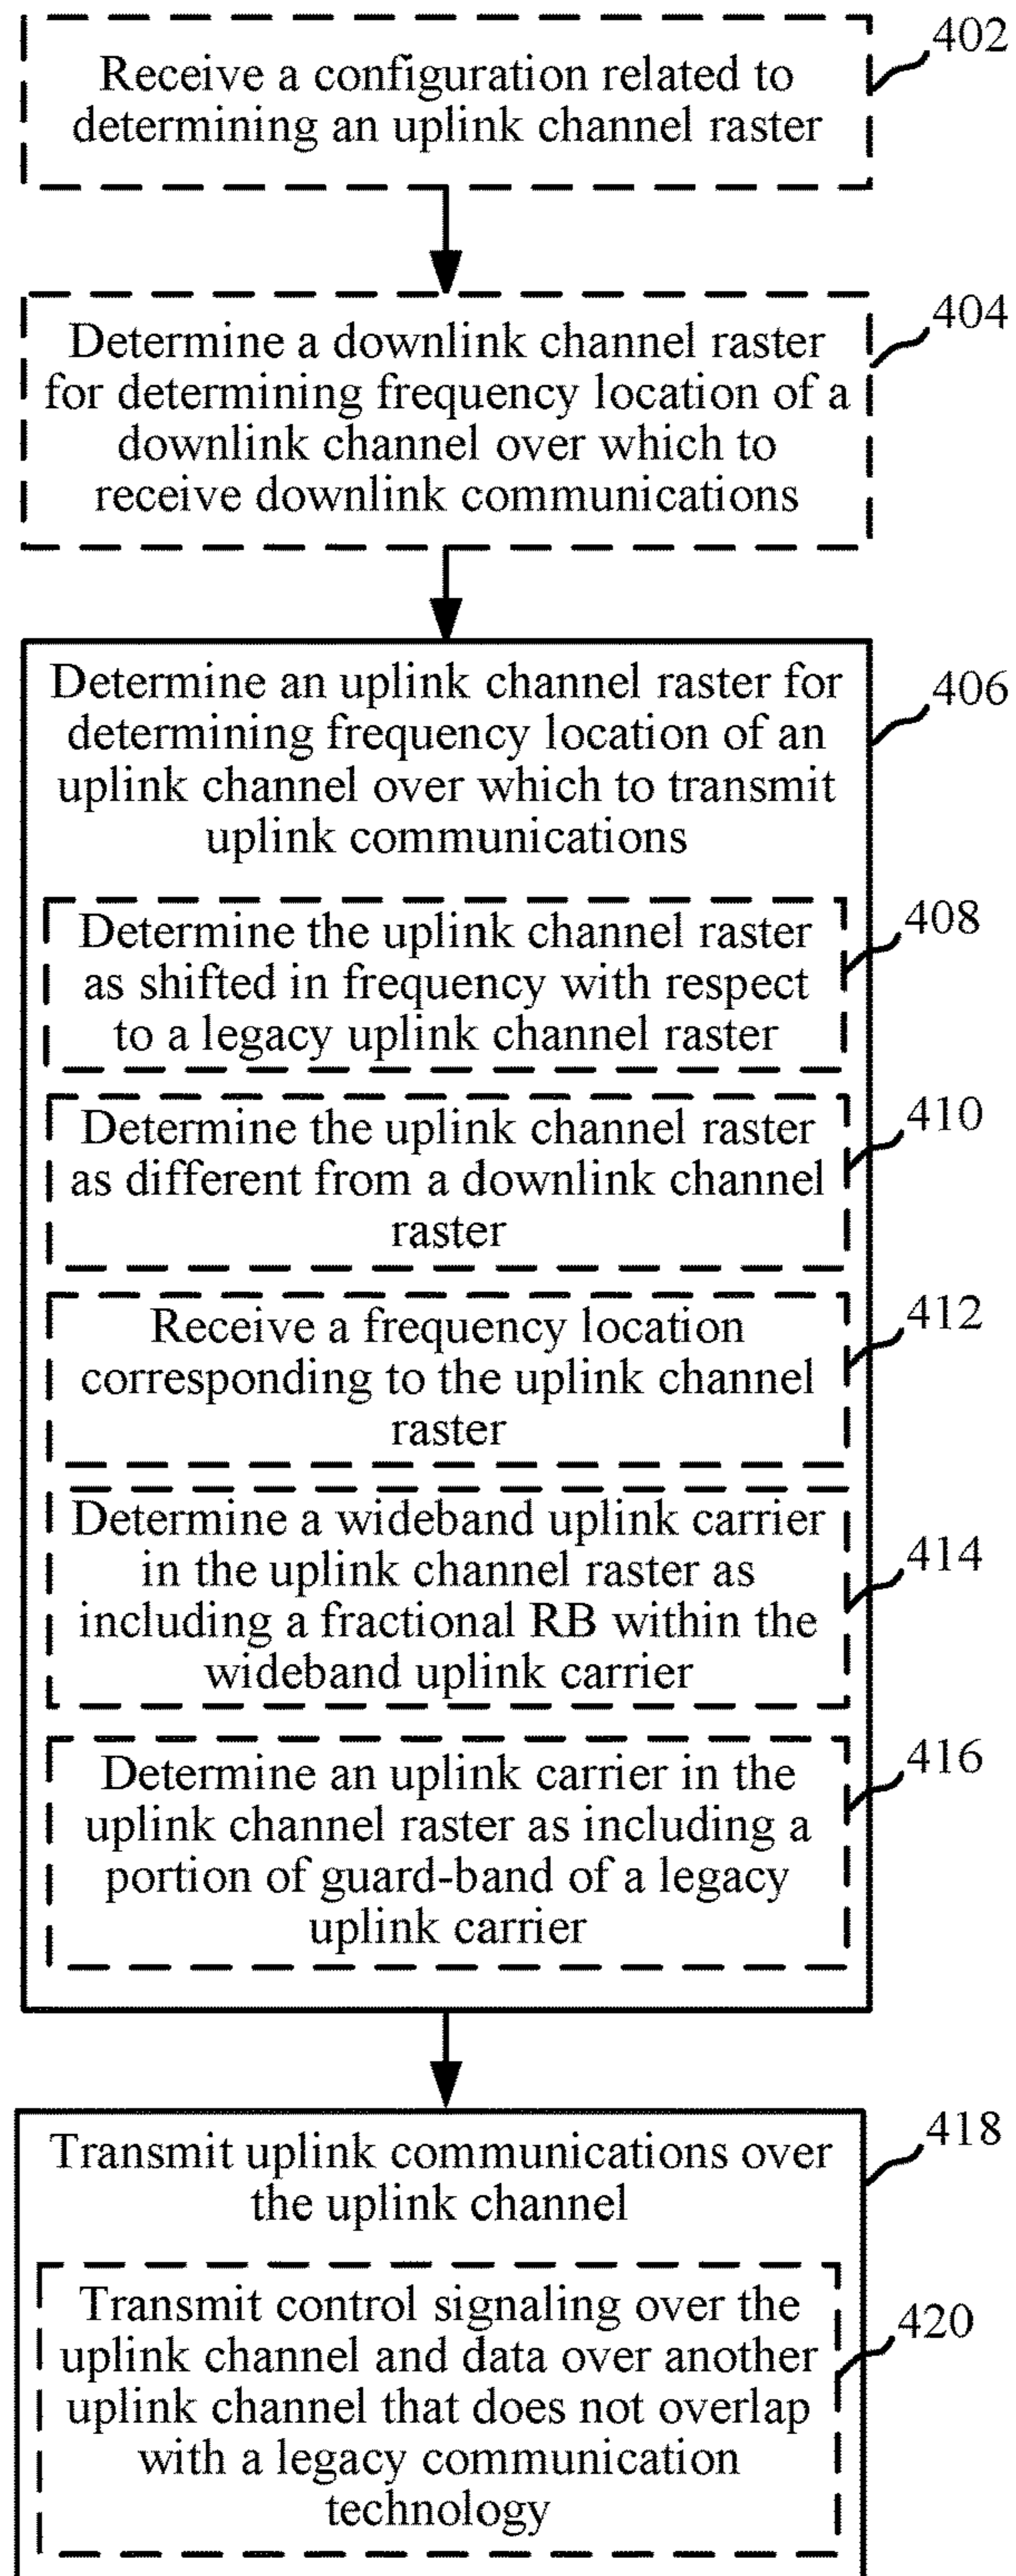 402
Receive a configuration related to
determining an uplink channel raster
404
Determine a downlink channel raster
for determining frequency location of a
downlink channel over which to
receive downlink communications
406
Determine an uplink channel raster for
determining frequency location of an
uplink channel over which to transmit
uplink communications
408
Determine the uplink channel raster
as shifted in frequency with respect
to a legacy uplink channel raster
410
Determine the uplink channel raster
as different from a downlink channel
raster
412
Receive a frequency location
corresponding to the uplink channel
raster
414
Determine a wideband uplink carrier
in the uplink channel raster as
including a fractional RB within the
wideband uplink carrier
416
Determine an uplink carrier in the
uplink channel raster as including a
portion of guard-band of a legacy
uplink carrier
418
Transmit uplink communications over
the uplink channel
420
Transmit control signaling over the
uplink channel and data over another
uplink channel that does not overlap
with a legacy communication
technology